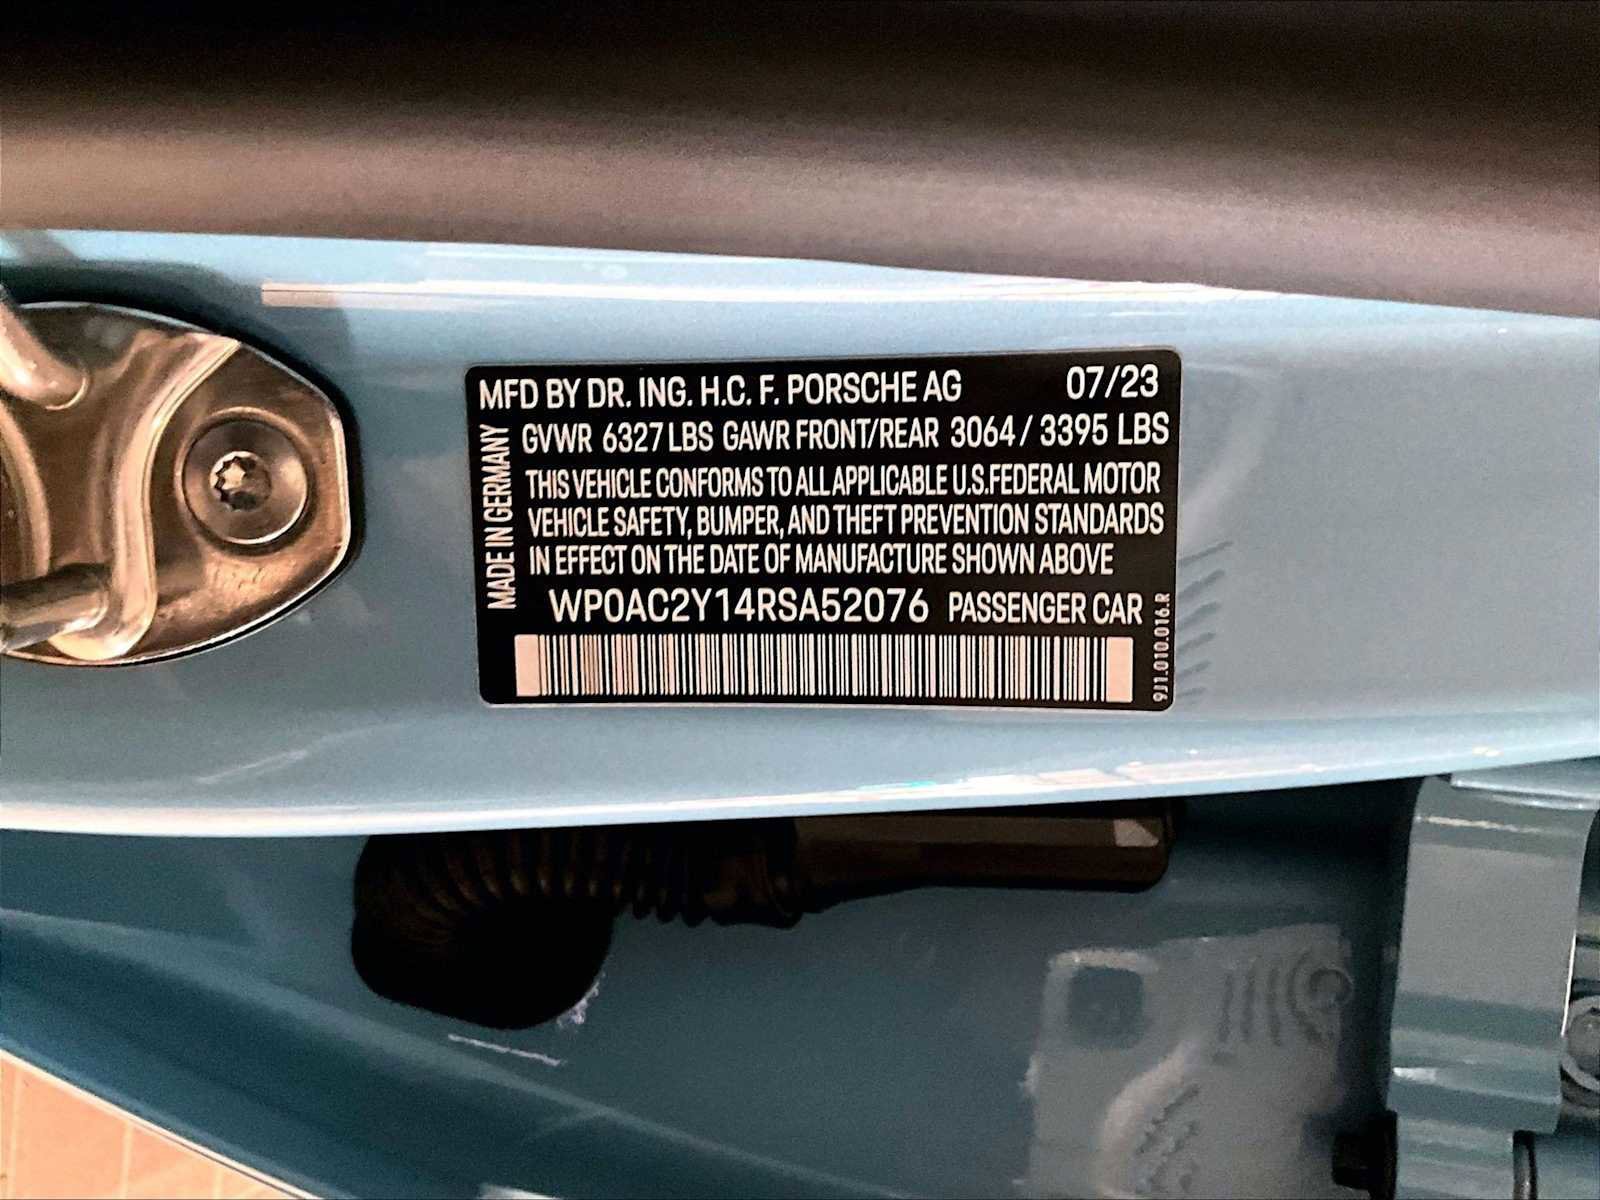 MFD BY DR. ING. H.C. F. PORSCHE AG 07/23
GVWR 6327 LBS GAWR FRONT/REAR 3064 / 3395 LBS
THIS VEHICLE CONFORMS TO ALL APPLICABLE U.S.FEDERAL MOTOR
VEHICLE SAFETY, BUMPER, AND THEFT PREVENTION STANDARDS
IN EFFECT ON THE DATE OF MANUFACTURE SHOWN ABOVE
WP0AC2Y14RSA52076 PASSENGER CAR
MADE IN GERMANY
9J1.010.016.R